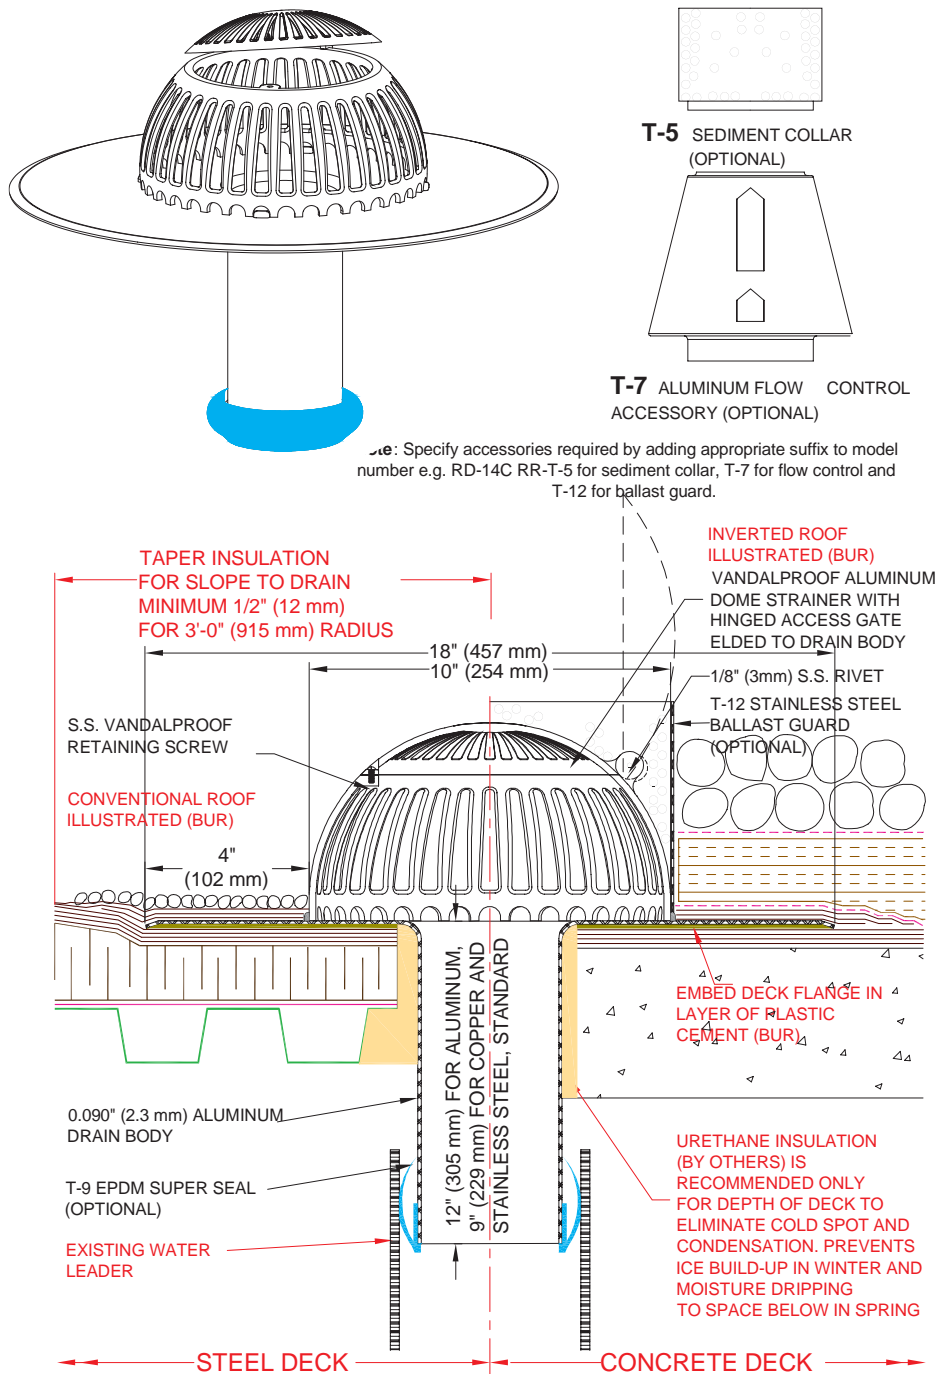 T-5 SEDIMENT COLLAR
(OPTIONAL)
T-7 ALUMINUM FLOW CONTROL
ACCESSORY (OPTIONAL)
: Specify accessories required by adding appropriate suffix to model
number e.g. RD-14C RR-T-5 for sediment collar, T-7 for flow control and
T-12 for ballast guard.
TAPER INSULATION
FOR SLOPE TO DRAIN
MINIMUM 1/2" (12 mm)
FOR 3'-0" (915 mm) RADIUS
INVERTED ROOF
ILLUSTRATED (BUR)
VANDALPROOF ALUMINUM
DOME STRAINER WITH
HINGED ACCESS GATE
ELDED TO DRAIN BODY
18" (457 mm)
10" (254 mm)
1/8" (3mm) S.S. RIVET
T-12 STAINLESS STEEL
BALLAST GUARD
(OPTIONAL)
S.S. VANDALPROOF
RETAINING SCREW
CONVENTIONAL ROOF
ILLUSTRATED (BUR)
4"
(102 mm)
12" (305 mm) FOR ALUMINUM,
9" (229 mm) FOR COPPER AND
STAINLESS STEEL, STANDARD
EMBED DECK FLANGE IN
LAYER OF PLASTIC
CEMENT (BUR)
0.090" (2.3 mm) ALUMINUM
DRAIN BODY
T-9 EPDM SUPER SEAL
(OPTIONAL)
EXISTING WATER
LEADER
URETHANE INSULATION
(BY OTHERS) IS
RECOMMENDED ONLY
FOR DEPTH OF DECK TO
ELIMINATE COLD SPOT AND
CONDENSATION. PREVENTS
ICE BUILD-UP IN WINTER AND
MOISTURE DRIPPING
TO SPACE BELOW IN SPRING
STEEL DECK
CONCRETE DECK